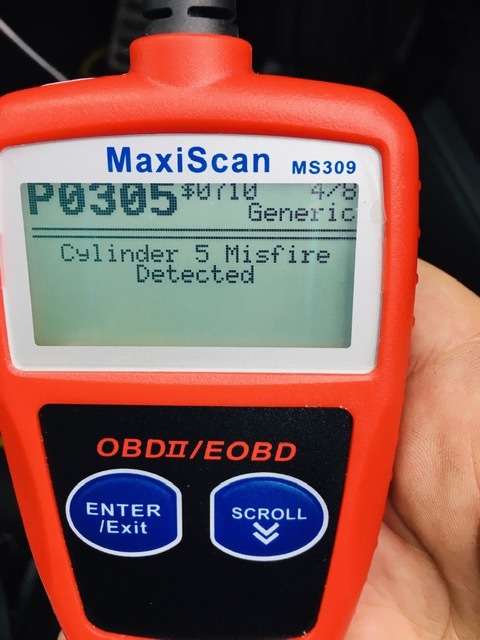 MaxiScan MS309
P0305 $0710 4/8
Generic
Cylinder 5 Misfire
Detected
OBDII/EOBD
ENTER
/Exit
SCROLL